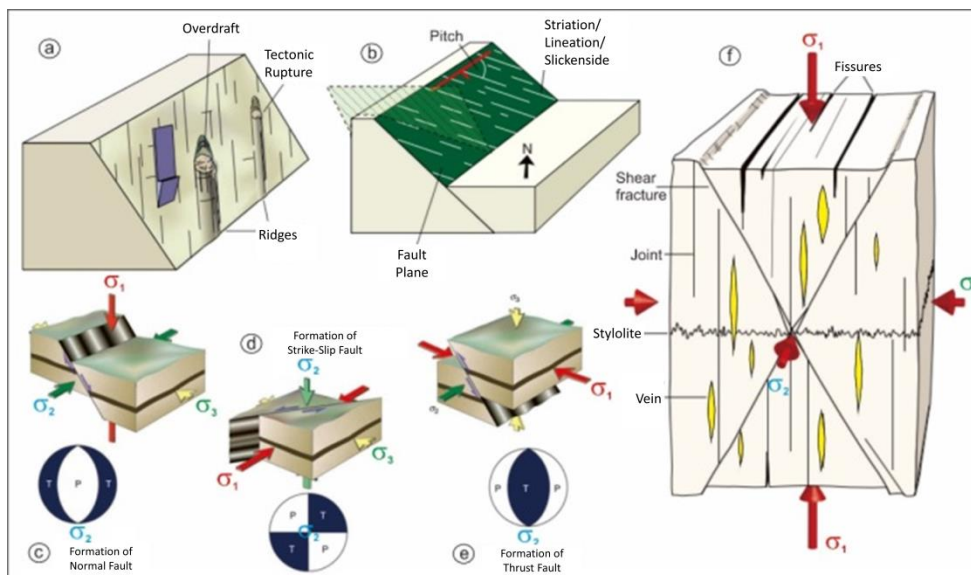 a
Overdraft
Tectonic
Rupture
Ridges
b
Pitch
Striation/
Lineation/
Slickenside
N
Fault
Plane
f
σ1
Fissures
Shear
fracture
Joint
Stylolite
Vein
σ2
σ
σ1
σ1
σ2
σ3
T P T
σ2
c
Formation of
Normal Fault
d
Formation of
Strike-Slip Fault
σ2
σ3
σ1
P T
σ2
T P
σ3
σ1
σ2
P T P
e
Formation of
Thrust Fault